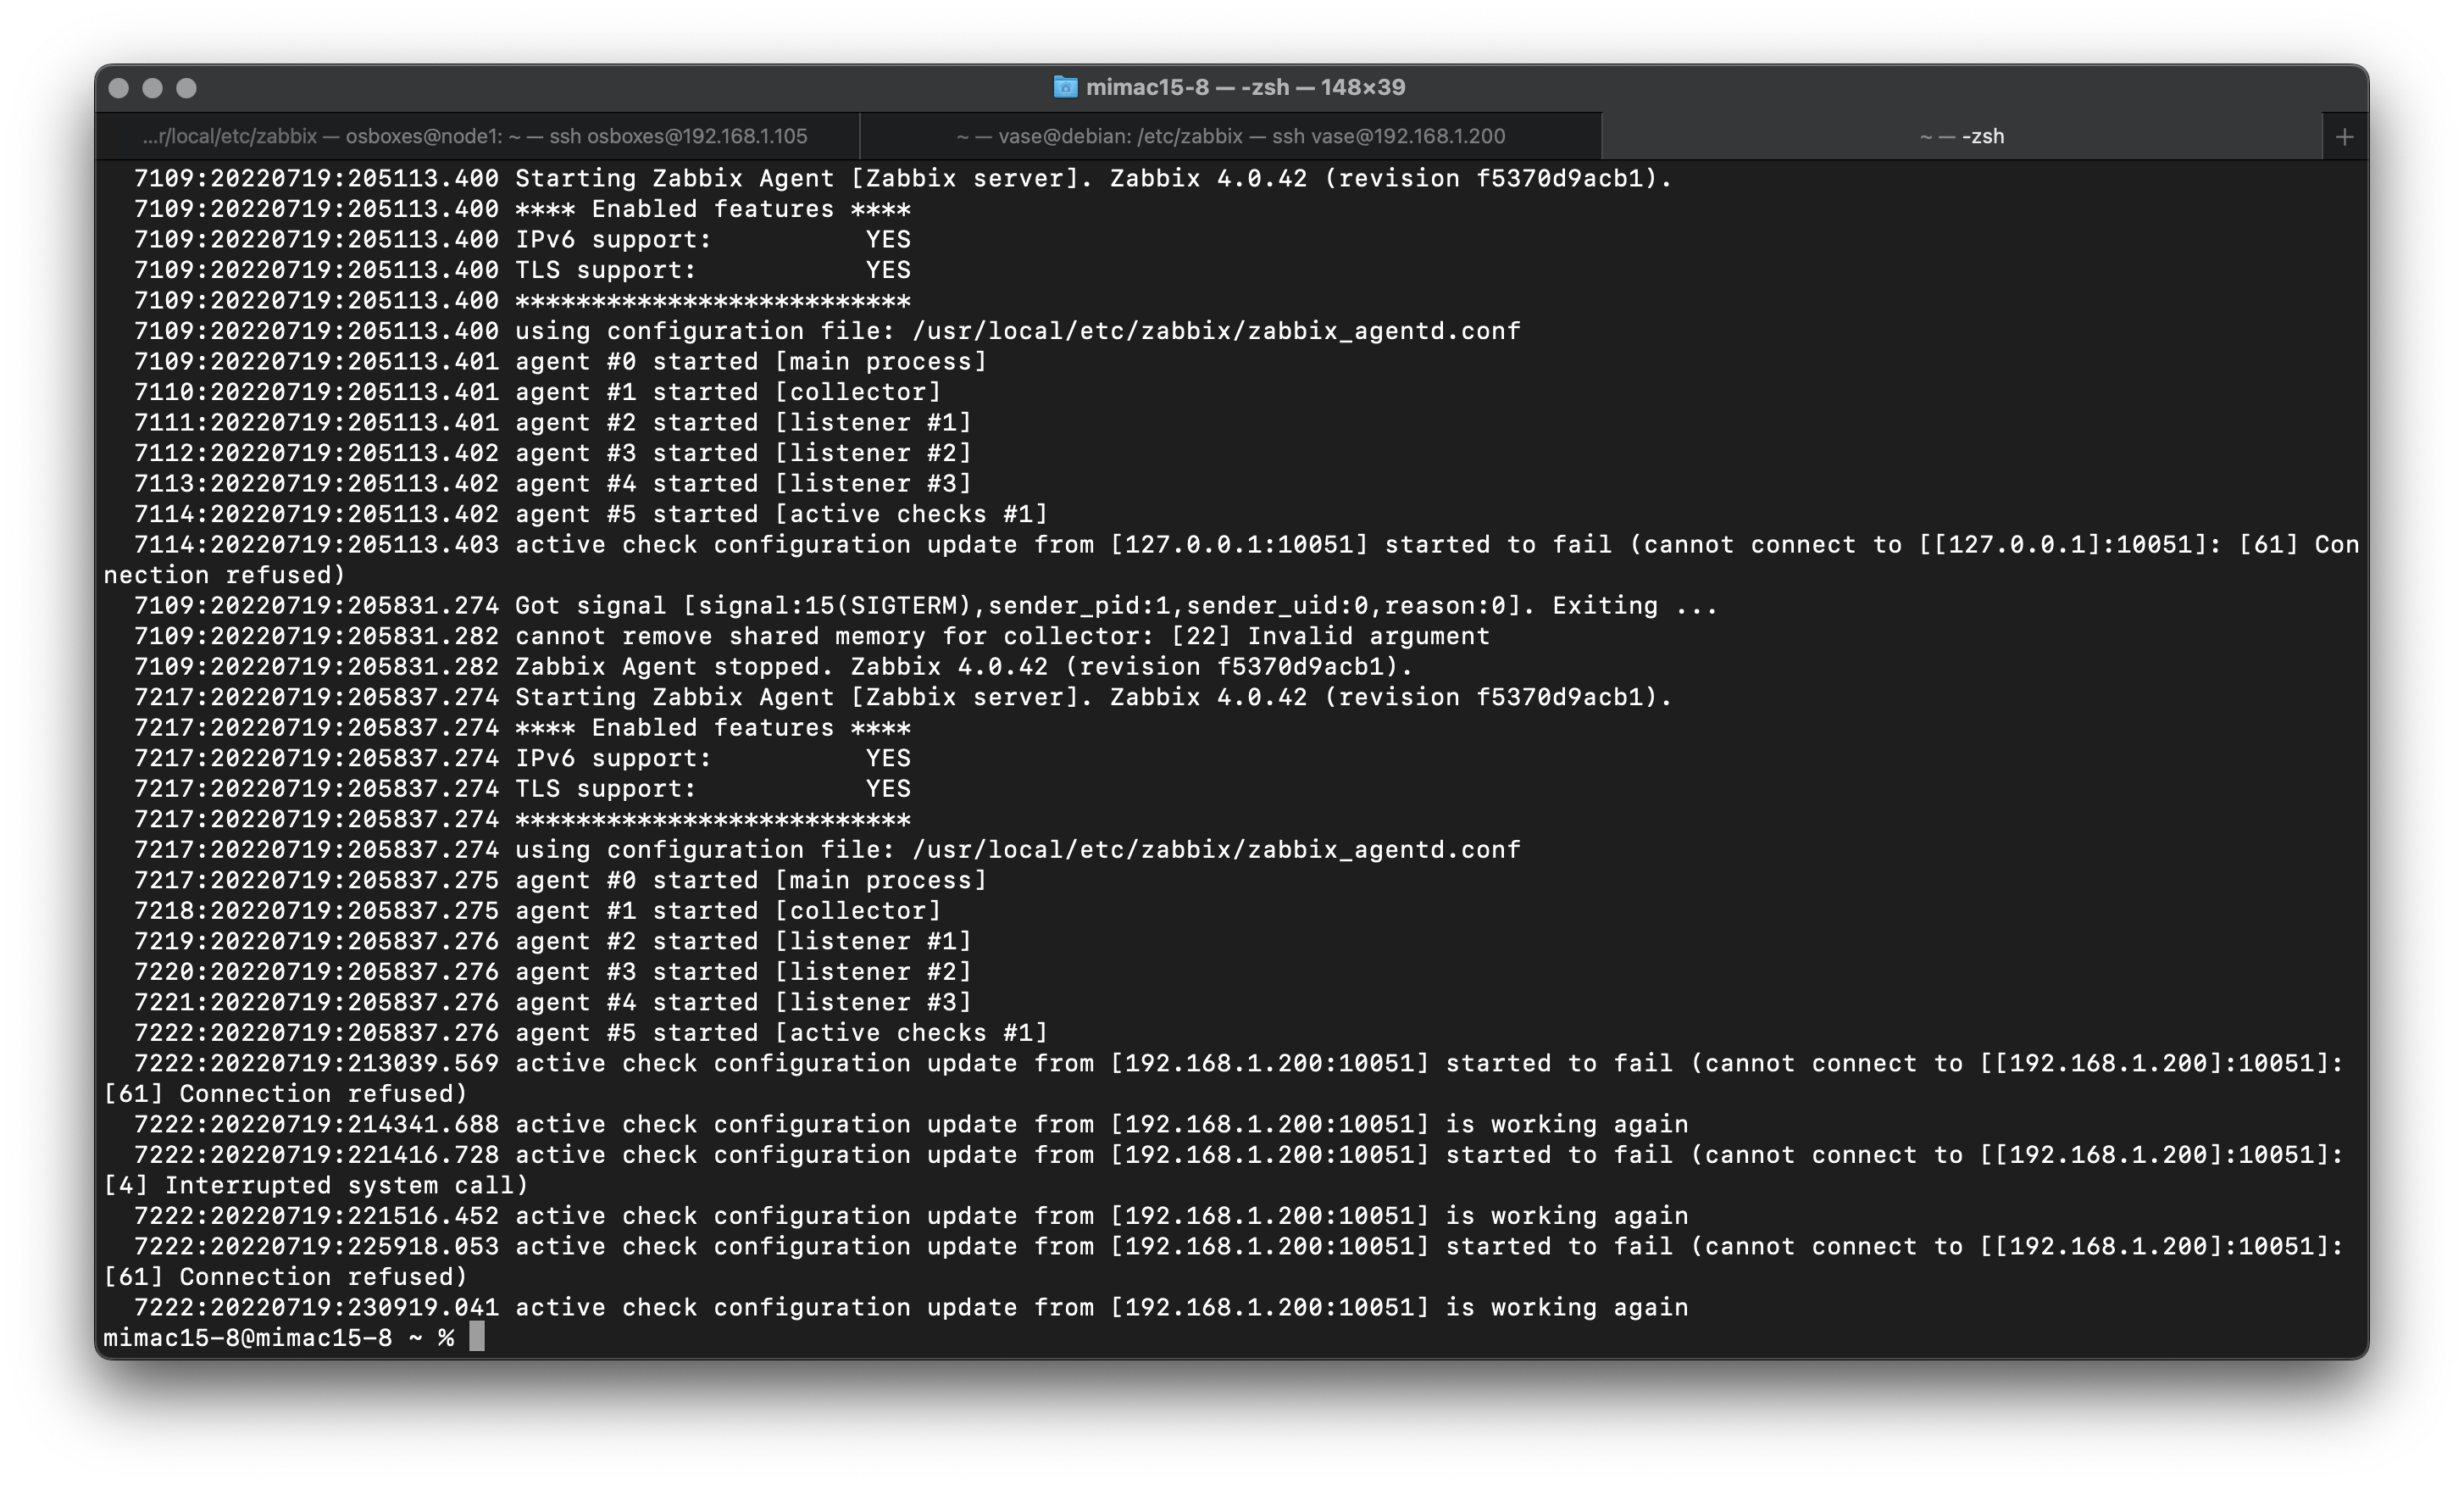 mimac15-8 — -zsh — 148×39
...r/local/etc/zabbix — osboxes@node1: ~ — ssh osboxes@192.168.1.105
~ — vase@debian: /etc/zabbix — ssh vase@192.168.1.200
~ — -zsh
+
7109:20220719:205113.400 Starting Zabbix Agent [Zabbix server]. Zabbix 4.0.42 (revision f5370d9acb1).
7109:20220719:205113.400 **** Enabled features ****
7109:20220719:205113.400 IPv6 support:          YES
7109:20220719:205113.400 TLS support:           YES
7109:20220719:205113.400 **************************
7109:20220719:205113.400 using configuration file: /usr/local/etc/zabbix/zabbix_agentd.conf
7109:20220719:205113.401 agent #0 started [main process]
7110:20220719:205113.401 agent #1 started [collector]
7111:20220719:205113.401 agent #2 started [listener #1]
7112:20220719:205113.402 agent #3 started [listener #2]
7113:20220719:205113.402 agent #4 started [listener #3]
7114:20220719:205113.402 agent #5 started [active checks #1]
7114:20220719:205113.403 active check configuration update from [127.0.0.1:10051] started to fail (cannot connect to [[127.0.0.1]:10051]: [61] Con
nection refused)
7109:20220719:205831.274 Got signal [signal:15(SIGTERM),sender_pid:1,sender_uid:0,reason:0]. Exiting ...
7109:20220719:205831.282 cannot remove shared memory for collector: [22] Invalid argument
7109:20220719:205831.282 Zabbix Agent stopped. Zabbix 4.0.42 (revision f5370d9acb1).
7217:20220719:205837.274 Starting Zabbix Agent [Zabbix server]. Zabbix 4.0.42 (revision f5370d9acb1).
7217:20220719:205837.274 **** Enabled features ****
7217:20220719:205837.274 IPv6 support:          YES
7217:20220719:205837.274 TLS support:           YES
7217:20220719:205837.274 **************************
7217:20220719:205837.274 using configuration file: /usr/local/etc/zabbix/zabbix_agentd.conf
7217:20220719:205837.275 agent #0 started [main process]
7218:20220719:205837.275 agent #1 started [collector]
7219:20220719:205837.276 agent #2 started [listener #1]
7220:20220719:205837.276 agent #3 started [listener #2]
7221:20220719:205837.276 agent #4 started [listener #3]
7222:20220719:205837.276 agent #5 started [active checks #1]
7222:20220719:213039.569 active check configuration update from [192.168.1.200:10051] started to fail (cannot connect to [[192.168.1.200]:10051]:
[61] Connection refused)
7222:20220719:214341.688 active check configuration update from [192.168.1.200:10051] is working again
7222:20220719:221416.728 active check configuration update from [192.168.1.200:10051] started to fail (cannot connect to [[192.168.1.200]:10051]:
[4] Interrupted system call)
7222:20220719:221516.452 active check configuration update from [192.168.1.200:10051] is working again
7222:20220719:225918.053 active check configuration update from [192.168.1.200:10051] started to fail (cannot connect to [[192.168.1.200]:10051]:
[61] Connection refused)
7222:20220719:230919.041 active check configuration update from [192.168.1.200:10051] is working again
mimac15-8@mimac15-8 ~ %